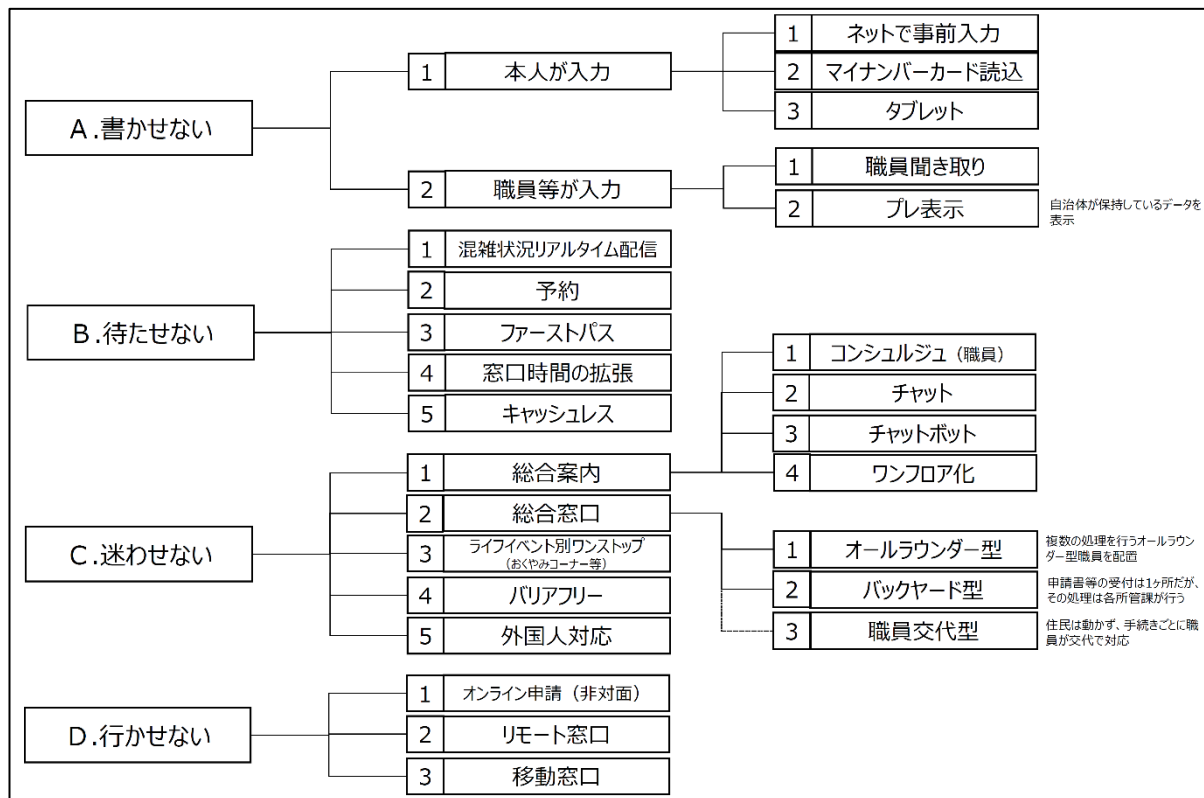 A.書かせない
1 本人が入力
1 ネットで事前入力
2 マイナンバーカード読込
3 タブレット
2 職員等が入力
1 職員聞き取り
2 プレ表示
自治体が保持しているデータを
表示
B.待たせない
1 混雑状況リアルタイム配信
2 予約
3 ファーストパス
4 窓口時間の拡張
5 キャッシュレス
C.迷わせない
1 総合案内
1 コンシュルジュ（職員）
2 チャット
3 チャットボット
4 ワンフロア化
2 総合窓口
1 オールラウンダー型
複数の処理を行うオールラウン
ダー型職員を配置
2 バックヤード型
申請書等の受付は1ヶ所だが、
その処理は各所管課が行う
3 職員交代型
住民は動かず、手続きごとに職
員が交代で対応
3 ライフイベント別ワンストップ
（おくやみコーナー等）
4 バリアフリー
5 外国人対応
D.行かせない
1 オンライン申請（非対面）
2 リモート窓口
3 移動窓口